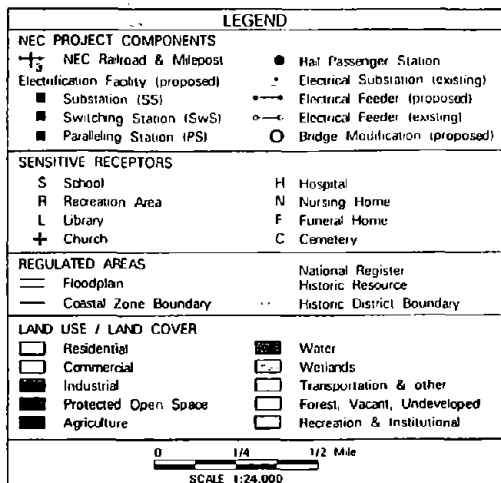 LEGEND
NEC PROJECT COMPONENTS
3 NEC Railroad & Milepost
Electrification Facility (proposed)
Substation (SS)
Switching Station (SwS)
Paralleling Station (PS)
Rail Passenger Station
Electrical Substation (existing)
Electrical Feeder (proposed)
Electrical Feeder (existing)
Bridge Modification (proposed)
SENSITIVE RECEPTORS
S School
R Recreation Area
L Library
Church
H Hospital
N Nursing Home
F Funeral Home
C Cemetery
REGULATED AREAS
Floodplain
Coastal Zone Boundary
National Register
Historic Resource
Historic District Boundary
LAND USE / LAND COVER
Residential
Commercial
Industrial
Protected Open Space
Agriculture
Water
Wetlands
Transportation & other
Forest, Vacant, Undeveloped
Recreation & Institutional
0 1/4 1/2 Mile
SCALE 1:24,000